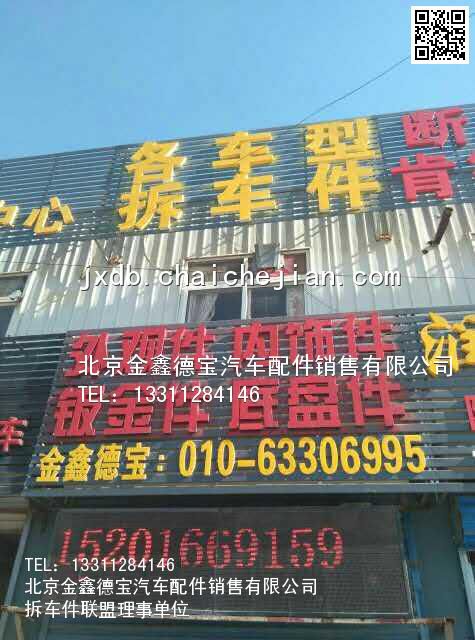 各车型
断
中心
拆车件
肯
jxdb.chaichejian.com
外观件 内饰件
北京金鑫德宝汽车配件销售有限公司
TEL：13311284146
钣金件 底盘件
车
金鑫德宝：010-63306995
15201669159
TEL：13311284146
北京金鑫德宝汽车配件销售有限公司
拆车件联盟理事单位